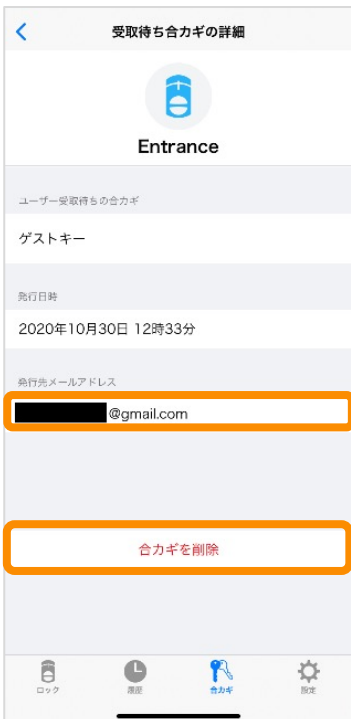 受取待ち合カギの詳細
Entrance
ユーザー受取待ちの合カギ
ゲストキー
発行日時
2020年10月30日 12時33分
発行先メールアドレス
@gmail.com
合カギを削除
ロック 履歴 合カギ 設定